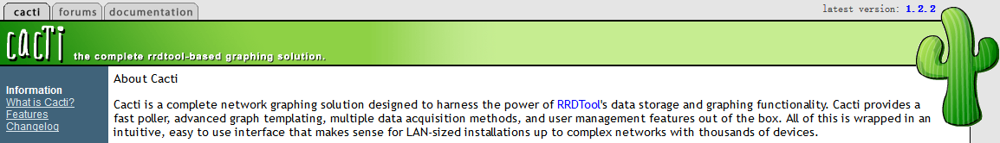 cacti forums documentation
latest version: 1.2.2
cacti the complete rrdtool-based graphing solution.
Information
What is Cacti?
Features
Changelog
About Cacti
Cacti is a complete network graphing solution designed to harness the power of RRDTool's data storage and graphing functionality. Cacti provides a
fast poller, advanced graph templating, multiple data acquisition methods, and user management features out of the box. All of this is wrapped in an
intuitive, easy to use interface that makes sense for LAN-sized installations up to complex networks with thousands of devices.